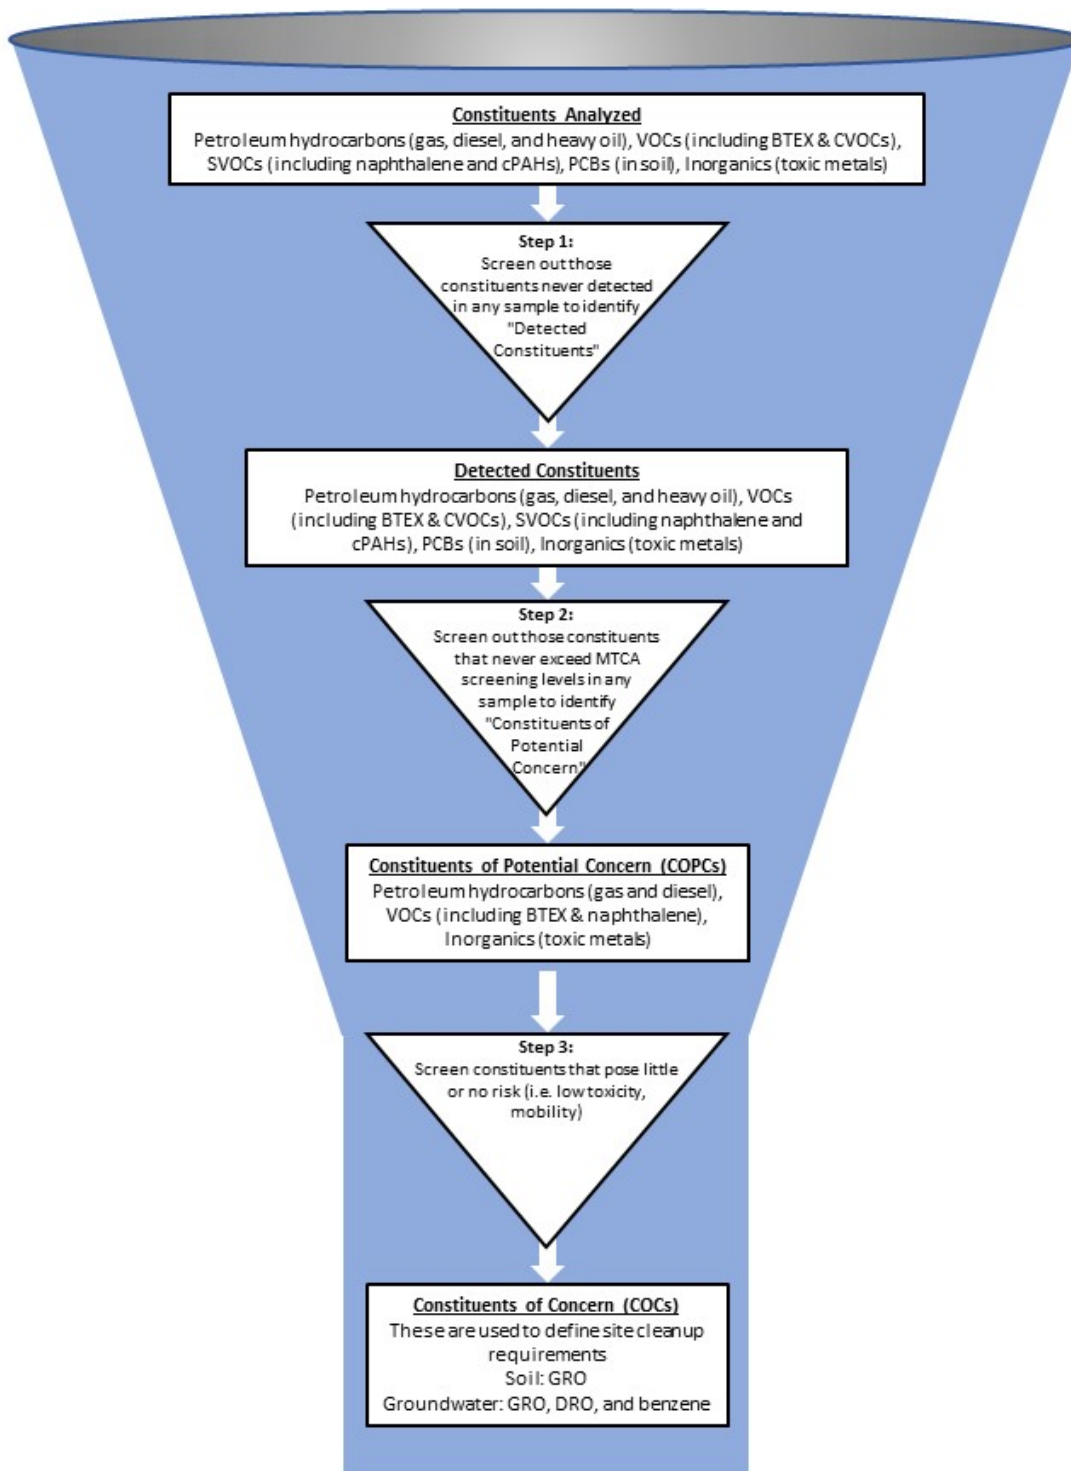 Constituents Analyzed
Petroleum hydrocarbons (gas, diesel, and heavy oil), VOCs (including BTEX & CVOCs),
SVOCs (including naphthalene and cPAHs), PCBs (in soil), Inorganics (toxic metals)
Step 1:
Screen out those
constituents never detected
in any sample to identify
"Detected
Constituents"
Detected Constituents
Petroleum hydrocarbons (gas, diesel, and heavy oil), VOCs
(including BTEX & CVOCs), SVOCs (including naphthalene and
cPAHs), PCBs (in soil), Inorganics (toxic metals)
Step 2:
Screen out those constituents
that never exceed MTCA
screening levels in any
sample to identify
"Constituents of
Potential
Concern"
Constituents of Potential Concern (COPCs)
Petroleum hydrocarbons (gas and diesel),
VOCs (including BTEX & naphthalene),
Inorganics (toxic metals)
Step 3:
Screen constituents that pose little
or no risk (i.e. low toxicity,
mobility)
Constituents of Concern (COCs)
These are used to define site cleanup
requirements
Soil: GRO
Groundwater: GRO, DRO, and benzene